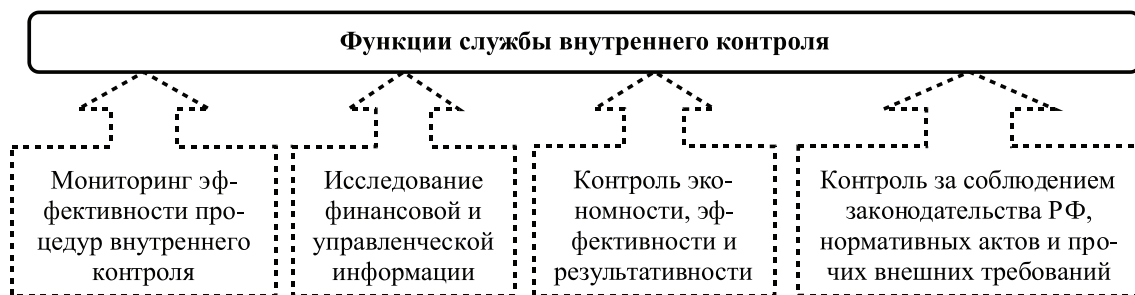 Функции службы внутреннего контроля
Мониторинг эф-
фективности про-
цедур внутреннего
контроля
Исследование
финансовой и
управленческой
информации
Контроль эко-
номности, эф-
фективности и
результативности
Контроль за соблюдением
законодательства РФ,
нормативных актов и про-
чих внешних требований